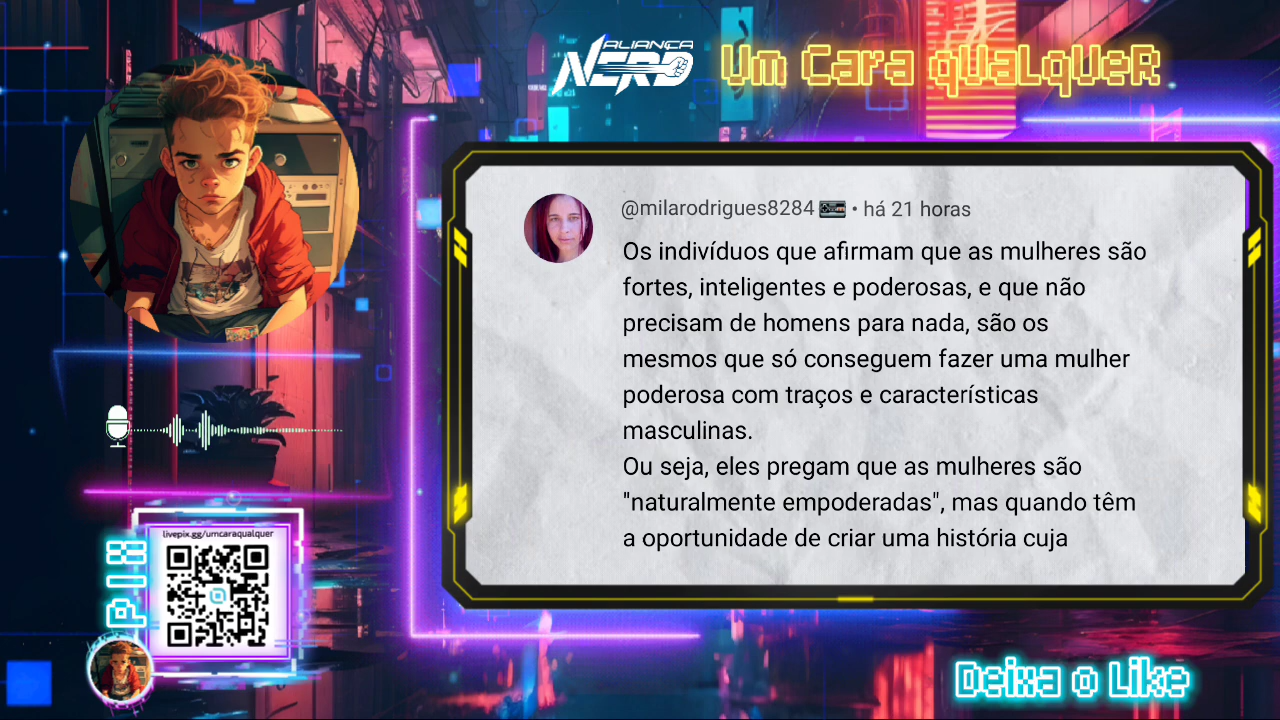 ALIANÇA
NERD
Um Cara qUaLqUeR
@milarodrigues8284 • há 21 horas
Os indivíduos que afirmam que as mulheres são
fortes, inteligentes e poderosas, e que não
precisam de homens para nada, são os
mesmos que só conseguem fazer uma mulher
poderosa com traços e características
masculinas.
Ou seja, eles pregam que as mulheres são
"naturalmente empoderadas", mas quando têm
a oportunidade de criar uma história cuja
livepix.gg/umcaraqualquer
PIX
Deixa o Like